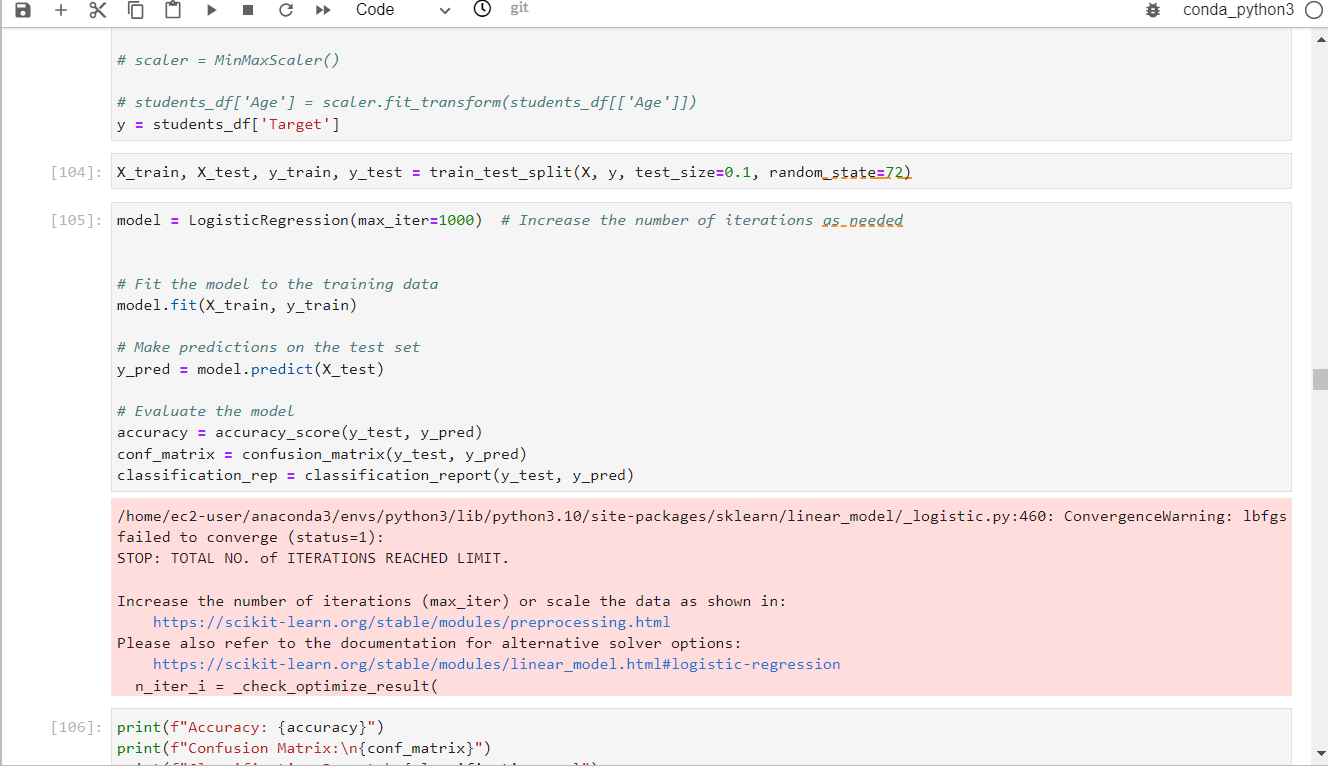 Code git conda_python3
# scaler = MinMaxScaler()
# students_df['Age'] = scaler.fit_transform(students_df[['Age']])
y = students_df['Target']
[104]: X_train, X_test, y_train, y_test = train_test_split(X, y, test_size=0.1, random_state=72)
[105]: model = LogisticRegression(max_iter=1000)  # Increase the number of iterations as needed
# Fit the model to the training data
model.fit(X_train, y_train)
# Make predictions on the test set
y_pred = model.predict(X_test)
# Evaluate the model
accuracy = accuracy_score(y_test, y_pred)
conf_matrix = confusion_matrix(y_test, y_pred)
classification_rep = classification_report(y_test, y_pred)
/home/ec2-user/anaconda3/envs/python3/lib/python3.10/site-packages/sklearn/linear_model/_logistic.py:460: ConvergenceWarning: lbfgs
failed to converge (status=1):
STOP: TOTAL NO. of ITERATIONS REACHED LIMIT.
Increase the number of iterations (max_iter) or scale the data as shown in:
    https://scikit-learn.org/stable/modules/preprocessing.html
Please also refer to the documentation for alternative solver options:
    https://scikit-learn.org/stable/modules/linear_model.html#logistic-regression
  n_iter_i = _check_optimize_result(
[106]: print(f"Accuracy: {accuracy}")
print(f"Confusion Matrix:\n{conf_matrix}")